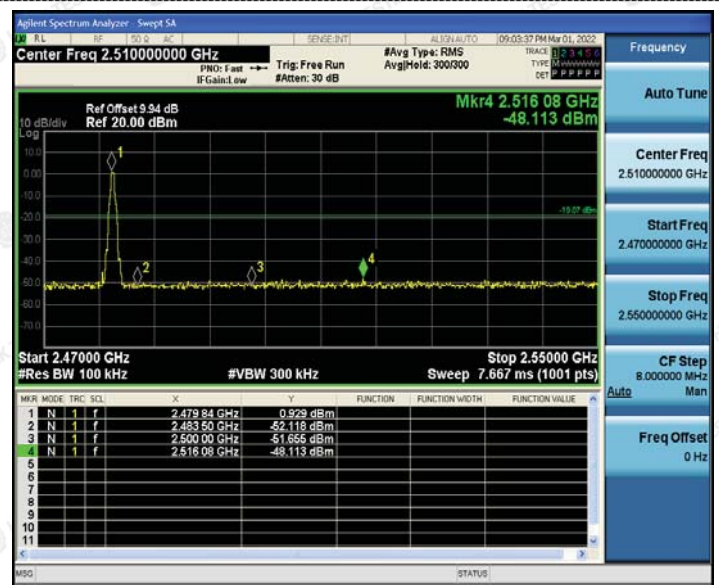 Agilent Spectrum Analyzer - Swept SA
RL RF 50 Ω AC SENSE:INT ALIGN AUTO 09:03:37 PM Mar 01, 2022
Center Freq 2.510000000 GHz
PNO: Fast
IFGain:Low
Trig: Free Run
#Atten: 30 dB
#Avg Type: RMS
Avg|Hold: 300/300
TRACE 1 2 3 4 5 6
TYPE M
DET P P P P P P
Ref Offset 9.94 dB
Ref 20.00 dBm
10 dB/div
Log
Mkr4 2.516 08 GHz
-48.113 dBm
10.0
0.00
-10.0
-20.0
-30.0
-40.0
-50.0
-60.0
-70.0
1
2
3
4
-19.07 dBm
Start 2.47000 GHz Stop 2.55000 GHz
#Res BW 100 kHz #VBW 300 kHz Sweep 7.667 ms (1001 pts)
MKR MODE TRC SCL X Y FUNCTION FUNCTION WIDTH FUNCTION VALUE
1 N 1 f 2.479 84 GHz 0.929 dBm
2 N 1 f 2.483 50 GHz -52.118 dBm
3 N 1 f 2.500 00 GHz -51.655 dBm
4 N 1 f 2.516 08 GHz -48.113 dBm
5
6
7
8
9
10
11
MSG STATUS
Frequency
Auto Tune
Center Freq
2.510000000 GHz
Start Freq
2.470000000 GHz
Stop Freq
2.550000000 GHz
CF Step
8.000000 MHz
Auto Man
Freq Offset
0 Hz